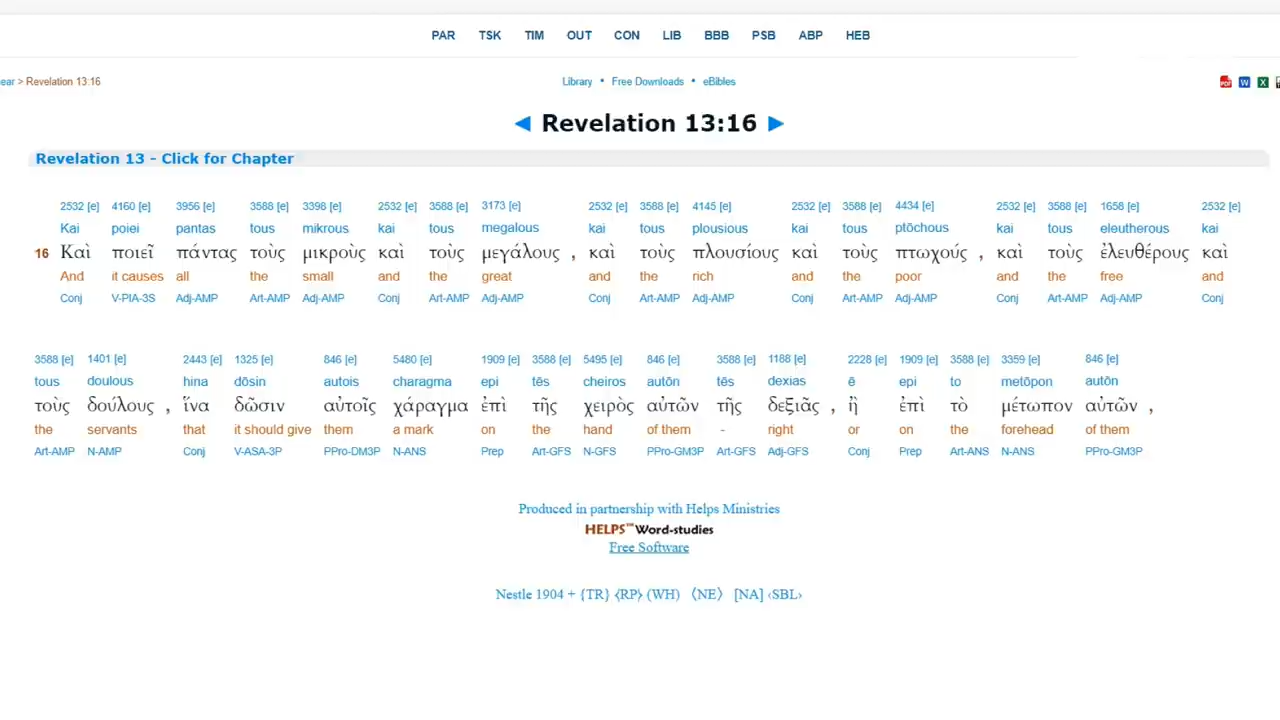 PAR TSK TIM OUT CON LIB BBB PSB ABP HEB
ear > Revelation 13:16 Library • Free Downloads • eBibles
◄ Revelation 13:16 ►
Revelation 13 - Click for Chapter
2532 [e] 4160 [e] 3956 [e] 3588 [e] 3398 [e] 2532 [e] 3588 [e] 3173 [e] 2532 [e] 3588 [e] 4145 [e] 2532 [e] 3588 [e] 4434 [e] 2532 [e] 3588 [e] 1658 [e] 2532 [e]
Kai poiei pantas tous mikrous kai tous megalous kai tous plousious kai tous ptōchous kai tous eleutherous kai
16 Καὶ ποιεῖ πάντας τοὺς μικροὺς καὶ τοὺς μεγάλους , καὶ τοὺς πλουσίους καὶ τοὺς πτωχούς , καὶ τοὺς ἐλευθέρους καὶ
And it causes all the small and the great and the rich and the poor and the free and
Conj V-PIA-3S Adj-AMP Art-AMP Adj-AMP Conj Art-AMP Adj-AMP Conj Art-AMP Adj-AMP Conj Art-AMP Adj-AMP Conj Art-AMP Adj-AMP Conj
3588 [e] 1401 [e] 2443 [e] 1325 [e] 846 [e] 5480 [e] 1909 [e] 3588 [e] 5495 [e] 846 [e] 3588 [e] 1188 [e] 2228 [e] 1909 [e] 3588 [e] 3359 [e] 846 [e]
tous doulous hina dōsin autois charagma epi tēs cheiros autōn tēs dexias ē epi to metōpon autōn
τοὺς δούλους , ἵνα δῶσιν αὐτοῖς χάραγμα ἐπὶ τῆς χειρὸς αὐτῶν τῆς δεξιᾶς , ἢ ἐπὶ τὸ μέτωπον αὐτῶν ,
the servants that it should give them a mark on the hand of them - right or on the forehead of them
Art-AMP N-AMP Conj V-ASA-3P PPro-DM3P N-ANS Prep Art-GFS N-GFS PPro-GM3P Art-GFS Adj-GFS Conj Prep Art-ANS N-ANS PPro-GM3P
Produced in partnership with Helps Ministries
HELPS™Word-studies
Free Software
Nestle 1904 + {TR} ⧼RP⧽ (WH) 〈NE〉 [NA] ‹SBL›